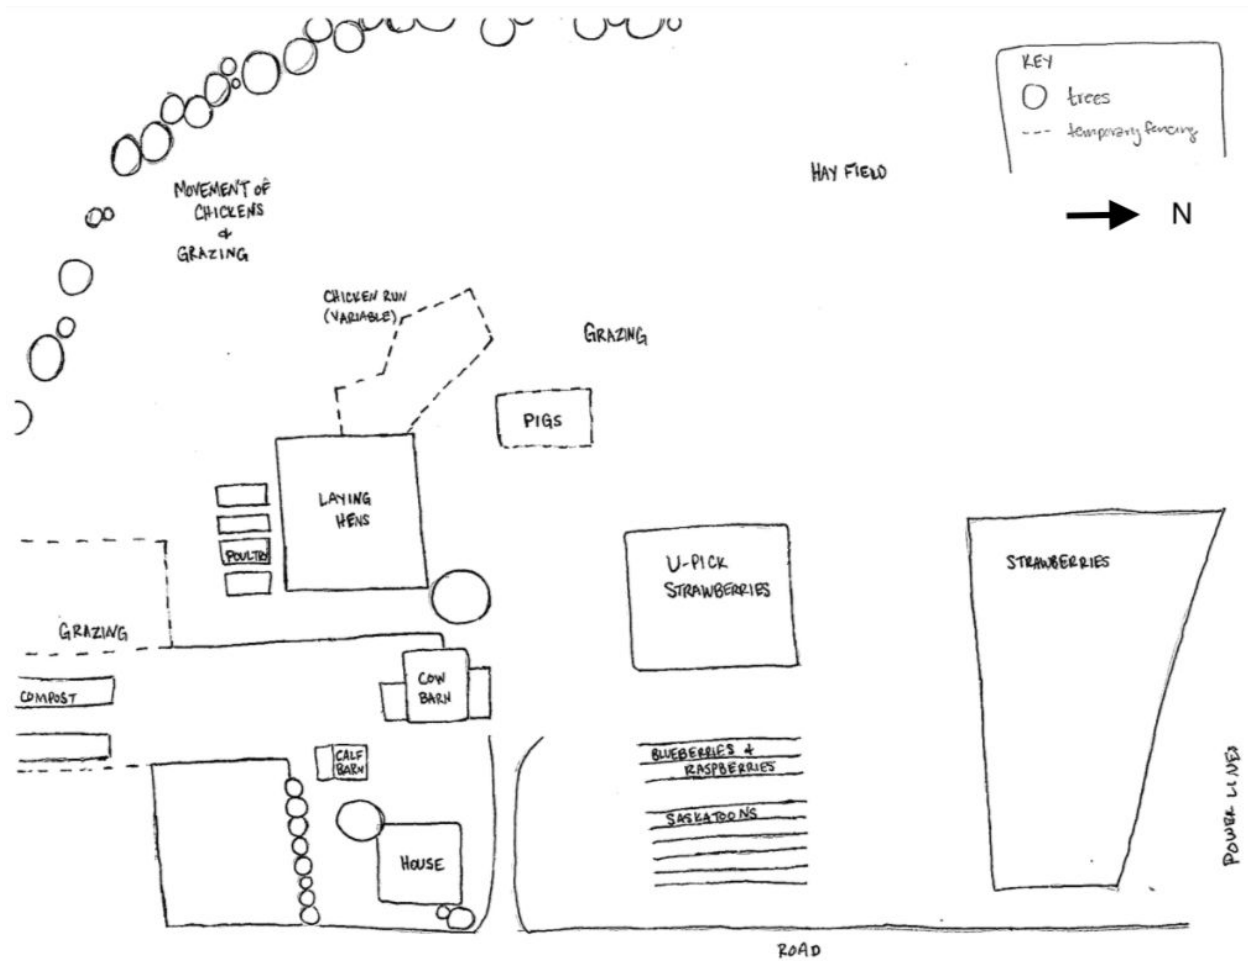 KEY
trees
temporary fencing
N
HAY FIELD
MOVEMENT OF
CHICKENS
&
GRAZING
CHICKEN RUN
(VARIABLE)
GRAZING
PIGS
LAYING
HENS
POULTRY
U-PICK
STRAWBERRIES
STRAWBERRIES
GRAZING
COMPOST
COW
BARN
CALF
BARN
BLUEBERRIES &
RASPBERRIES
SASKATOONS
HOUSE
POWER LINES
ROAD